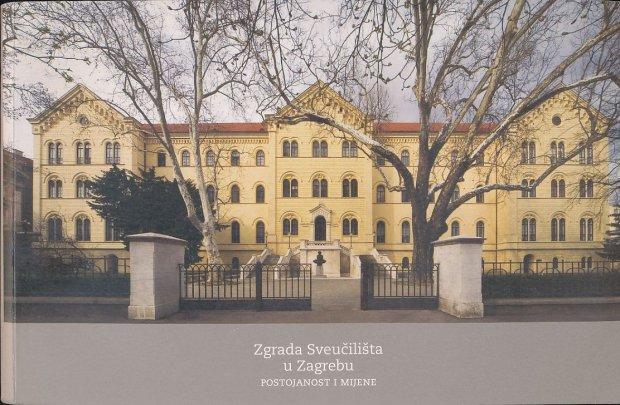 Zgrada Sveučilišta
u Zagrebu
POSTOJANOST I MIJENE